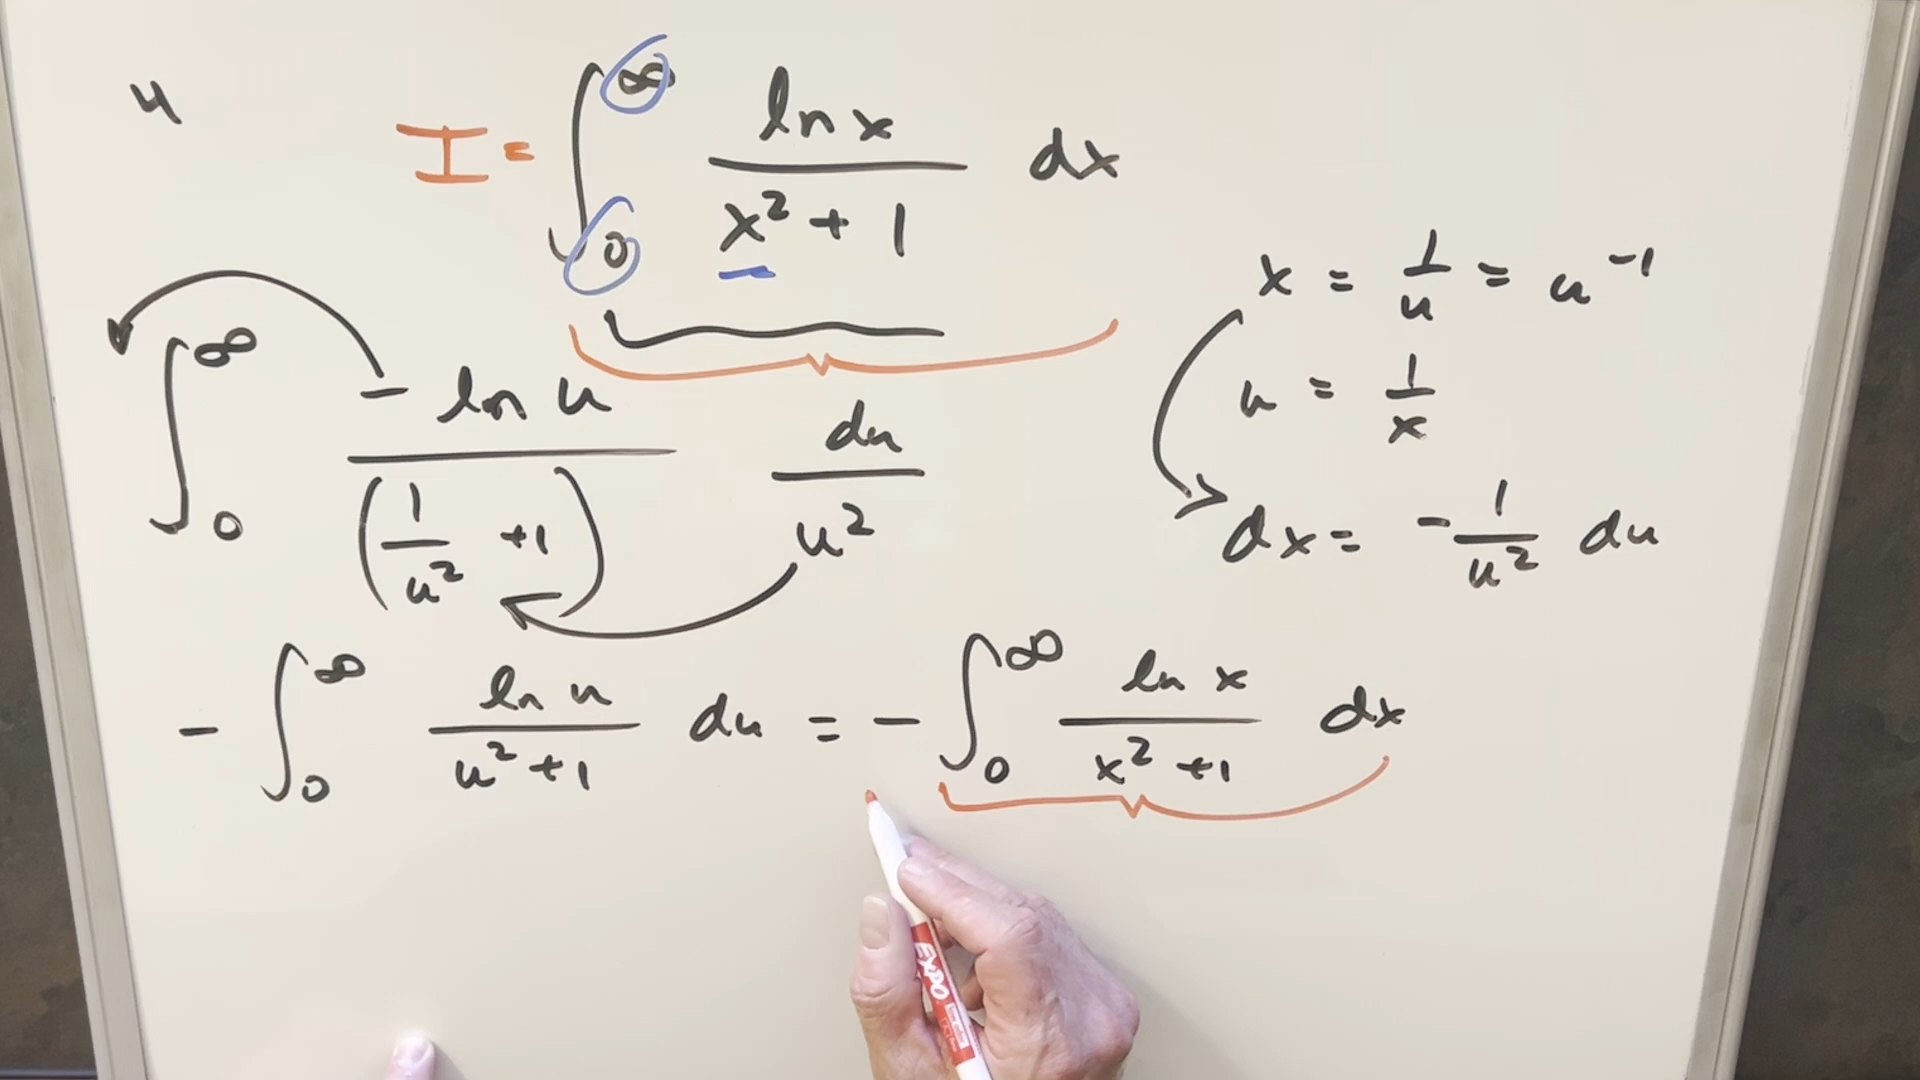 4
I = ∫₀^∞ ln x / (x² + 1) dx
x = 1/u = u⁻¹
u = 1/x
dx = - 1/u² du
∫₀^∞ - ln u / (1/u² + 1) du/u²
- ∫₀^∞ ln u / (u² + 1) du = - ∫₀^∞ ln x / (x² + 1) dx
EXPO